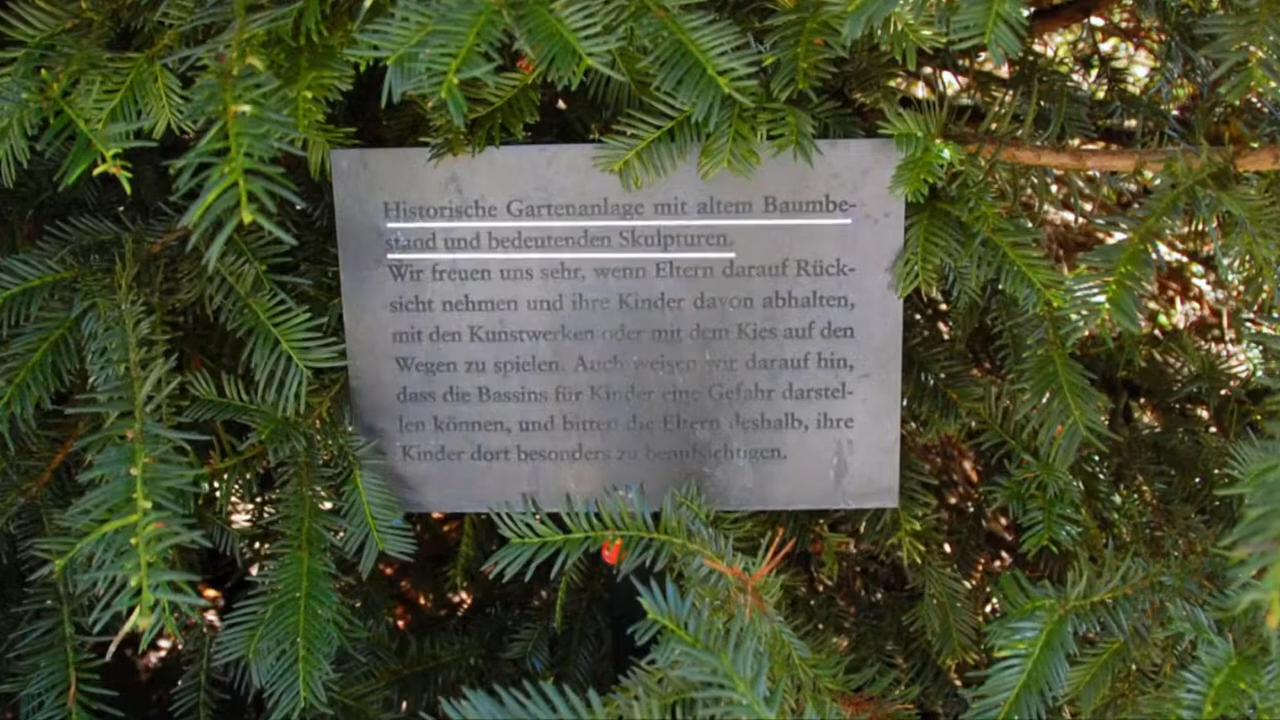 Historische Gartenanlage mit altem Baumbe-
stand und bedeutenden Skulpturen.
Wir freuen uns sehr, wenn Eltern darauf Rück-
sicht nehmen und ihre Kinder davon abhalten,
mit den Kunstwerken oder mit dem Kies auf den
Wegen zu spielen. Auch weisen wir darauf hin,
dass die Bassins für Kinder eine Gefahr darstel-
len können, und bitten die Eltern deshalb, ihre
Kinder dort besonders zu beaufsichtigen.